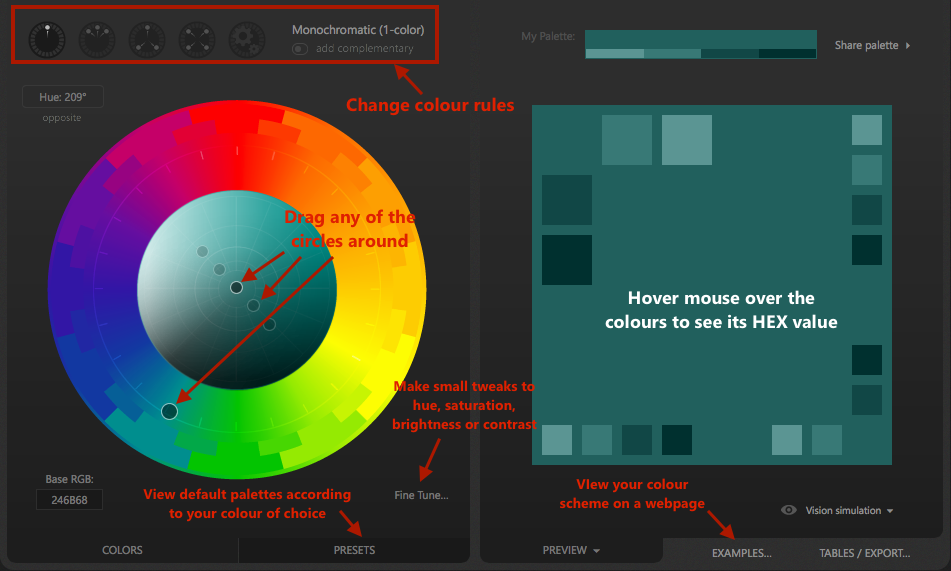 Monochromatic (1-color)
add complementary
My Palette:
Share palette
Hue: 209°
opposite
Change colour rules
Drag any of the
circles around
Hover mouse over the
colours to see its HEX value
Make small tweaks to
hue, saturation,
brightness or contrast
Base RGB:
246B68
View default palettes according
to your colour of choice
Fine Tune...
VIew your colour
scheme on a webpage
Vision simulation
COLORS
PRESETS
PREVIEW
EXAMPLES...
TABLES / EXPORT...